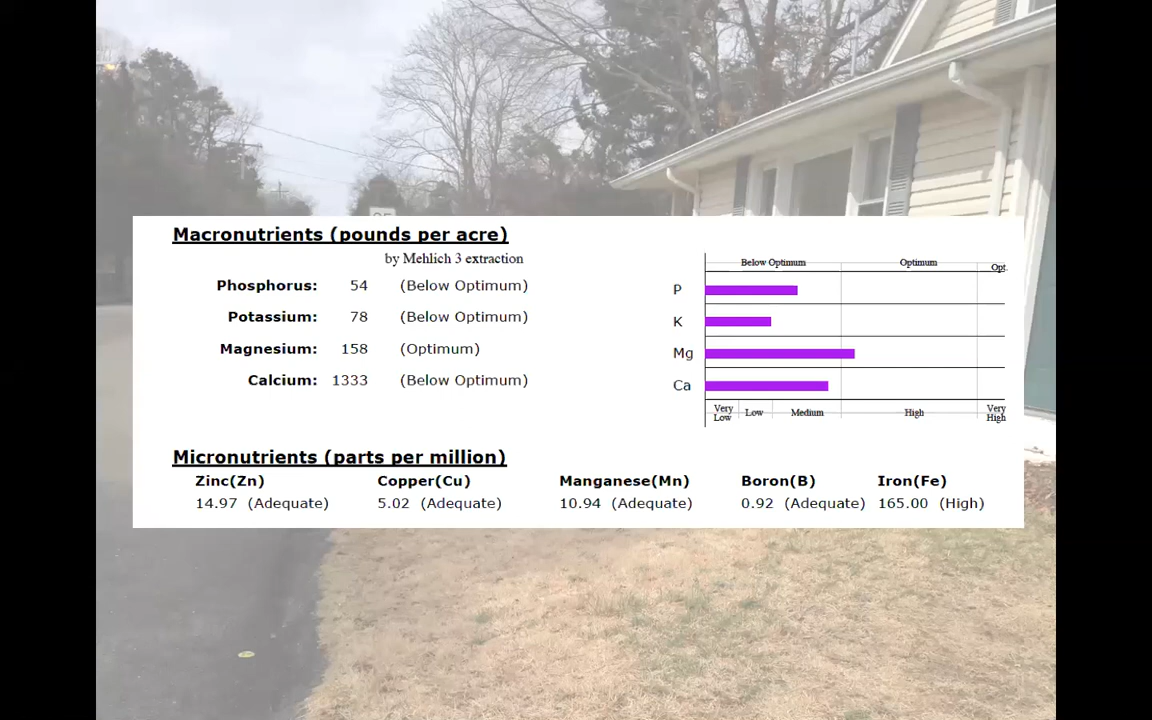 Macronutrients (pounds per acre)
by Mehlich 3 extraction
Phosphorus: 54 (Below Optimum)
Potassium: 78 (Below Optimum)
Magnesium: 158 (Optimum)
Calcium: 1333 (Below Optimum)
Below Optimum Optimum Opt.
P
K
Mg
Ca
Very Low Low Medium High Very High
Micronutrients (parts per million)
Zinc(Zn) Copper(Cu) Manganese(Mn) Boron(B) Iron(Fe)
14.97 (Adequate) 5.02 (Adequate) 10.94 (Adequate) 0.92 (Adequate) 165.00 (High)